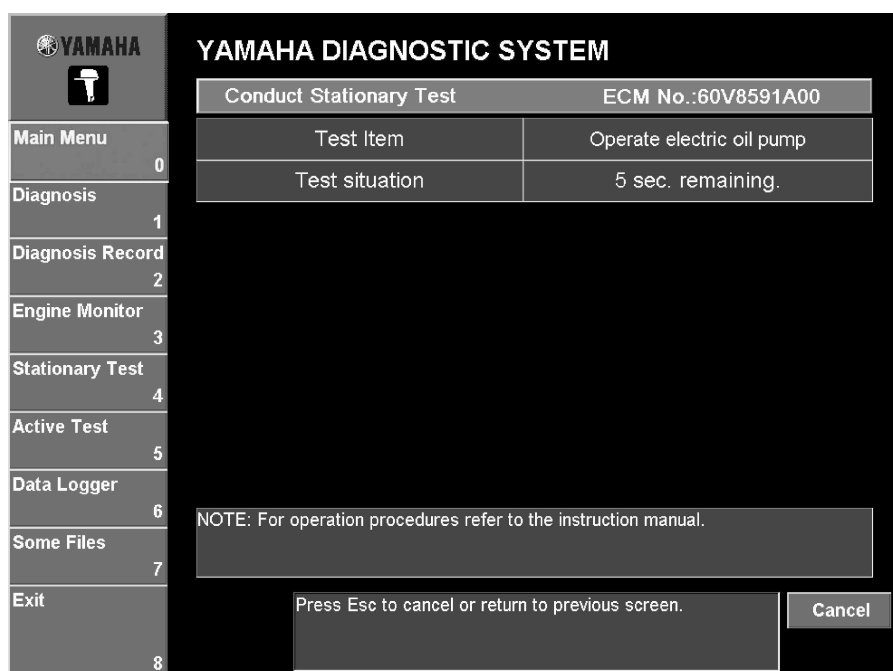 YAMAHA
YAMAHA DIAGNOSTIC SYSTEM
Conduct Stationary Test ECM No.:60V8591A00
Test Item Operate electric oil pump
Test situation 5 sec. remaining.
Main Menu
0
Diagnosis
1
Diagnosis Record
2
Engine Monitor
3
Stationary Test
4
Active Test
5
Data Logger
6
Some Files
7
Exit
8
NOTE: For operation procedures refer to the instruction manual.
Press Esc to cancel or return to previous screen.
Cancel